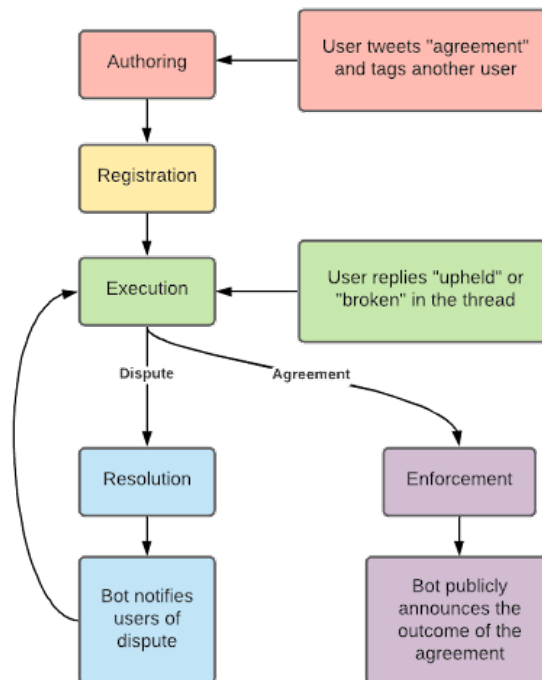 Authoring
User tweets "agreement"
and tags another user
Registration
Execution
User replies "upheld" or
"broken" in the thread
Dispute
Agreement
Resolution
Enforcement
Bot notifies
users of
dispute
Bot publicly
announces the
outcome of the
agreement